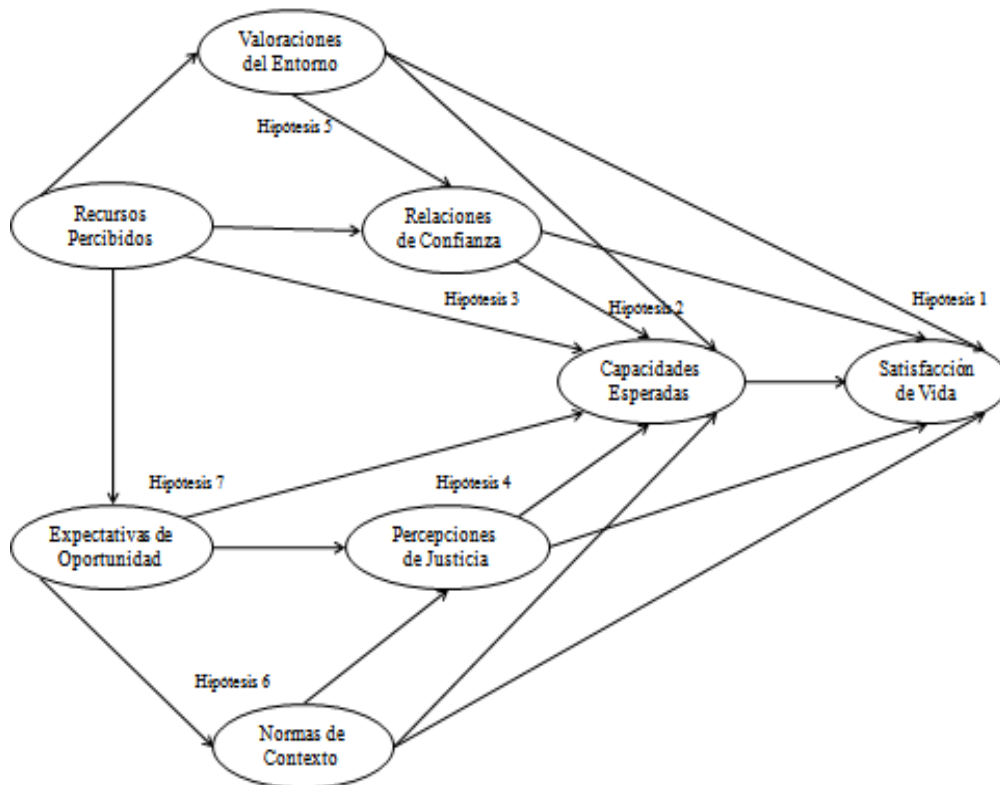 Valoraciones
del Entorno
Hipótesis 5
Recursos
Percibidos
Relaciones
de Confianza
Hipótesis 3
Hipótesis 2
Hipótesis 1
Capacidades
Esperadas
Satisfacción
de Vida
Hipótesis 7
Hipótesis 4
Expectativas de
Oportunidad
Percepciones
de Justicia
Hipótesis 6
Normas de
Contexto